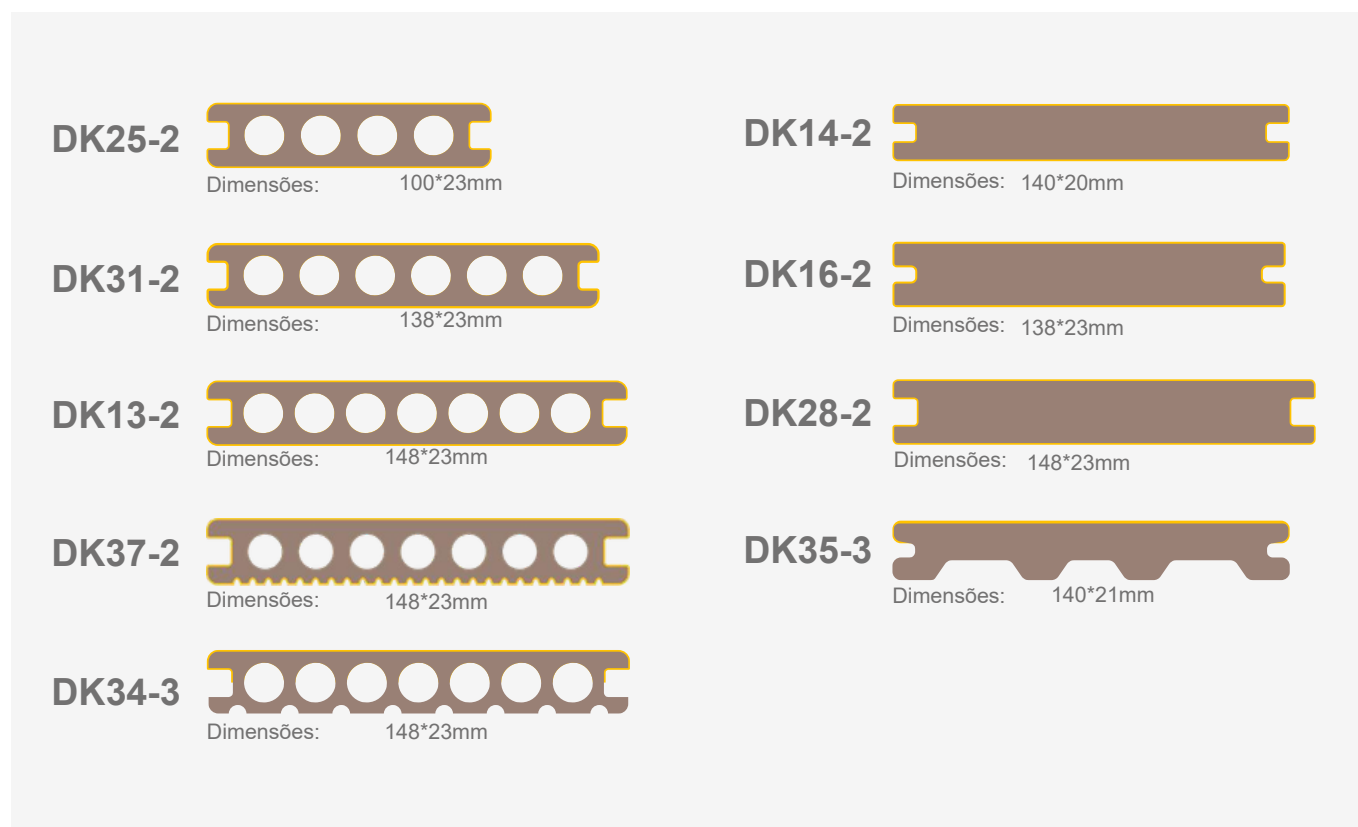 DK25-2
Dimensões: 100*23mm
DK31-2
Dimensões: 138*23mm
DK13-2
Dimensões: 148*23mm
DK37-2
Dimensões: 148*23mm
DK34-3
Dimensões: 148*23mm
DK14-2
Dimensões: 140*20mm
DK16-2
Dimensões: 138*23mm
DK28-2
Dimensões: 148*23mm
DK35-3
Dimensões: 140*21mm